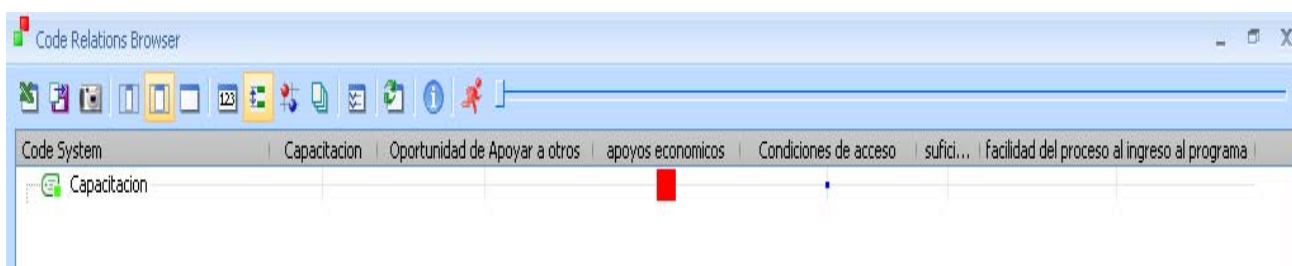 Code Relations Browser
123
Code System Capacitacion Oportunidad de Apoyar a otros apoyos economicos Condiciones de acceso sufici... facilidad del proceso al ingreso al programa
Capacitacion